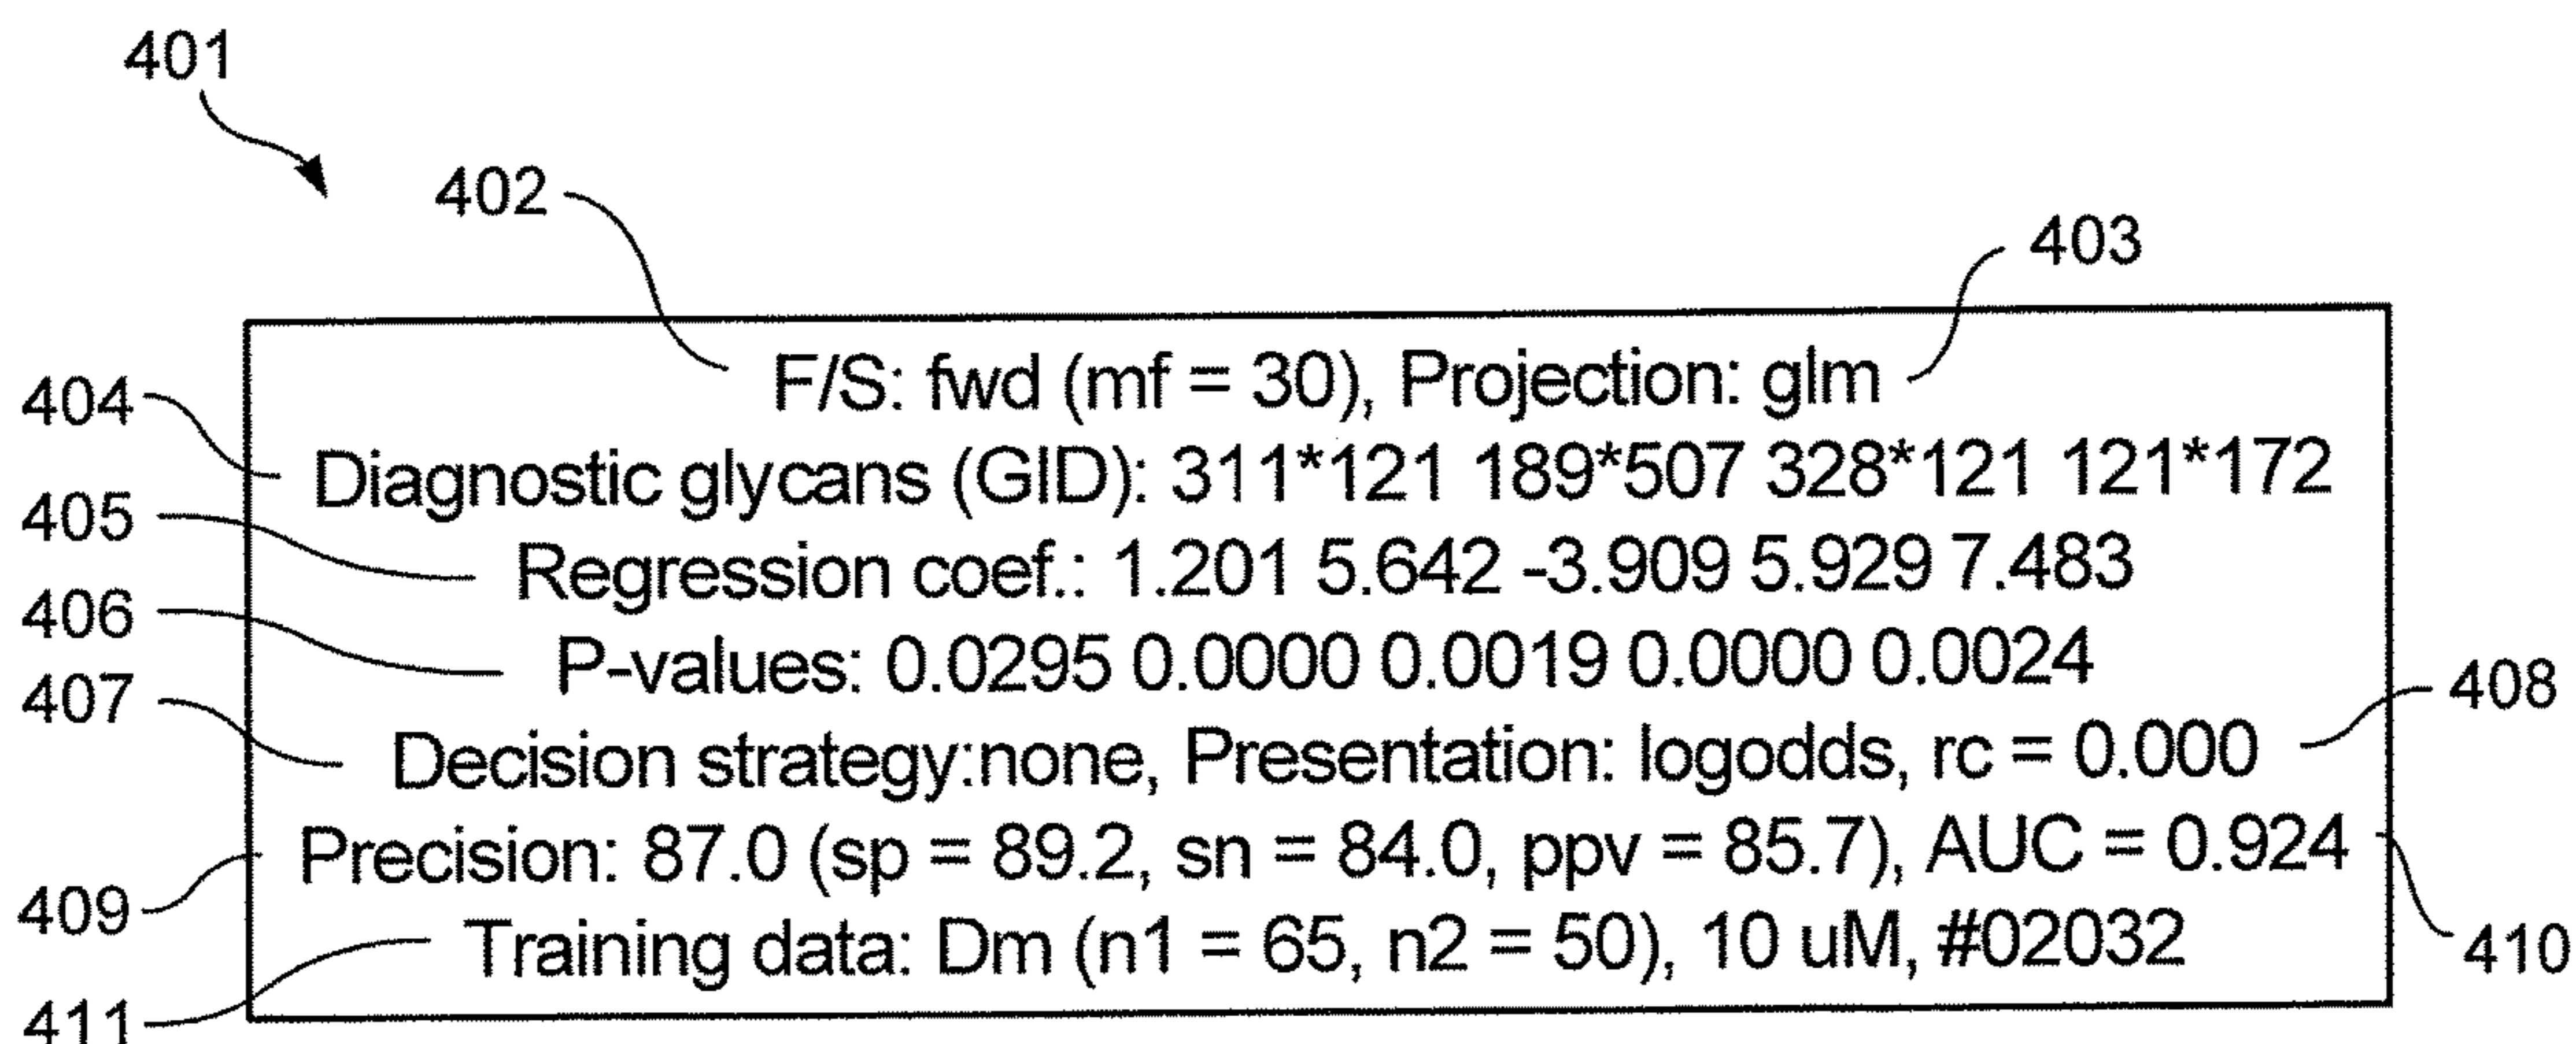 401
402
403
F/S: fwd (mf = 30), Projection: glm
404
Diagnostic glycans (GID): 311*121 189*507 328*121 121*172
405
Regression coef.: 1.201 5.642 -3.909 5.929 7.483
406
P-values: 0.0295 0.0000 0.0019 0.0000 0.0024
407
408
Decision strategy:none, Presentation: logodds, rc = 0.000
Precision: 87.0 (sp = 89.2, sn = 84.0, ppv = 85.7), AUC = 0.924
409
410
Training data: Dm (n1 = 65, n2 = 50), 10 uM, #02032
411